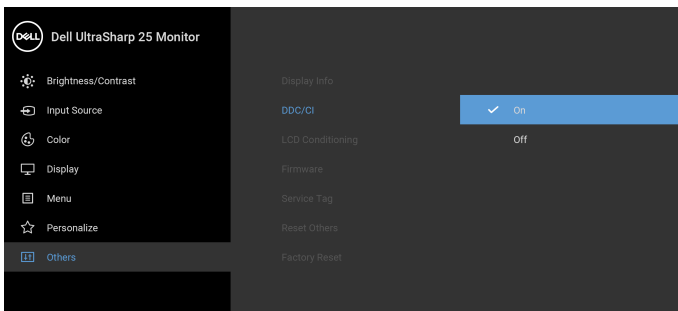 DELL Dell UltraSharp 25 Monitor
Brightness/Contrast
Display Info
Input Source
DDC/CI
On
Color
LCD Conditioning
Off
Display
Firmware
Menu
Service Tag
Personalize
Reset Others
Others
Factory Reset